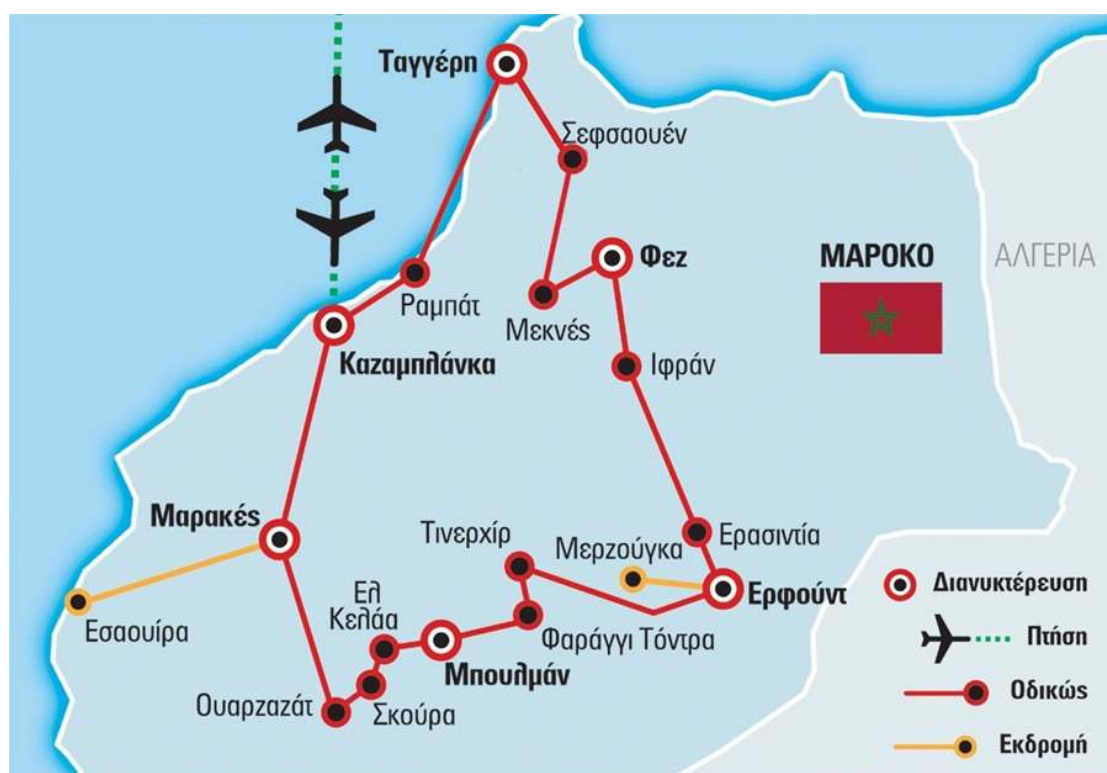 Ταγγέρη
Σεφσαουέν
Φεζ
ΜΑΡΟΚΟ
ΑΛΓΕΡΙΑ
Ραμπάτ
Μεκνές
Καζαμπλάνκα
Ιφράν
Μαρακές
Τινερχίρ
Μερζούγκα
Ερασιντία
Ερφούντ
Διανυκτέρευση
Ελ
Κελάα
Εσαουίρα
Φαράγγι Τόντρα
Πτήση
Μπουλμάν
Ουαρζαζάτ
Σκούρα
Οδικώς
Εκδρομή